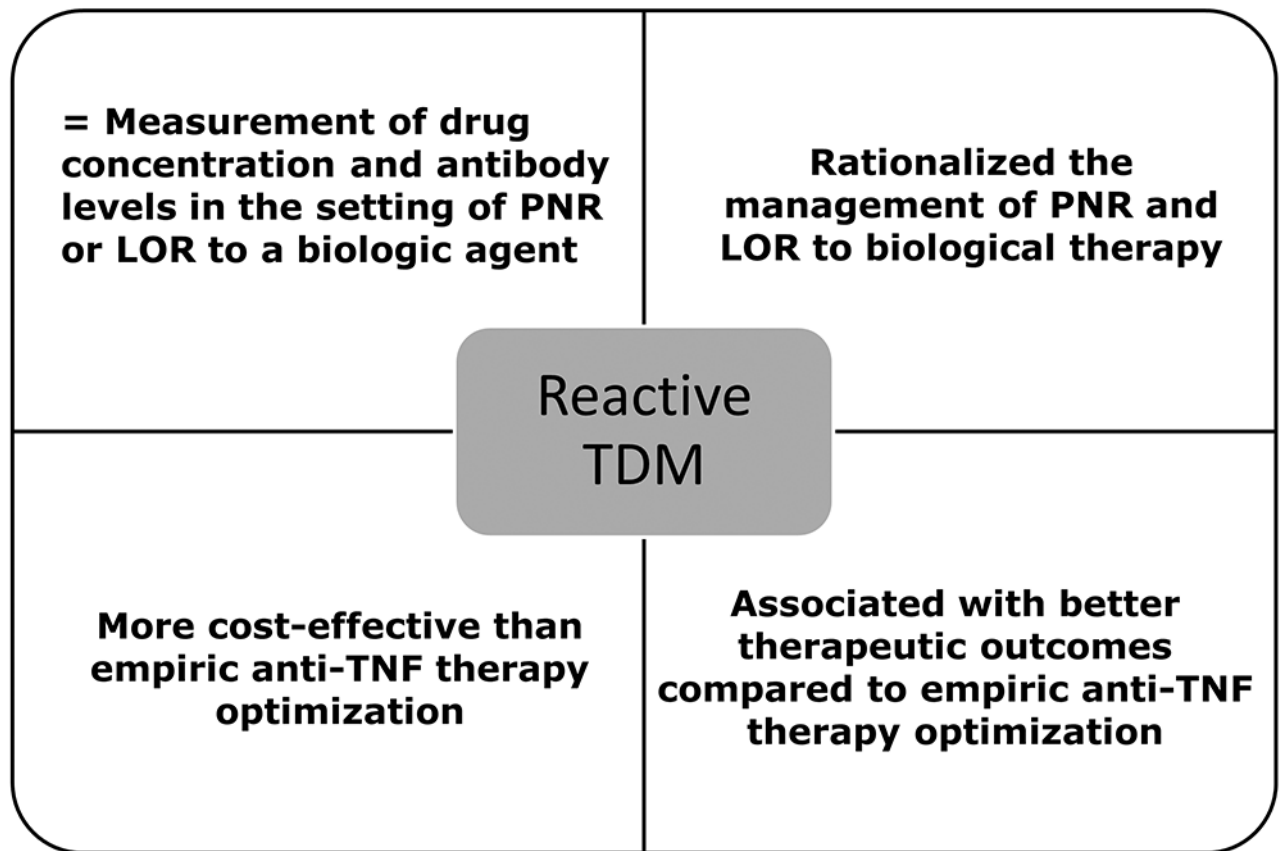 = Measurement of drug
concentration and antibody
levels in the setting of PNR
or LOR to a biologic agent
Rationalized the
management of PNR and
LOR to biological therapy
Reactive
TDM
More cost-effective than
empiric anti-TNF therapy
optimization
Associated with better
therapeutic outcomes
compared to empiric anti-TNF
therapy optimization